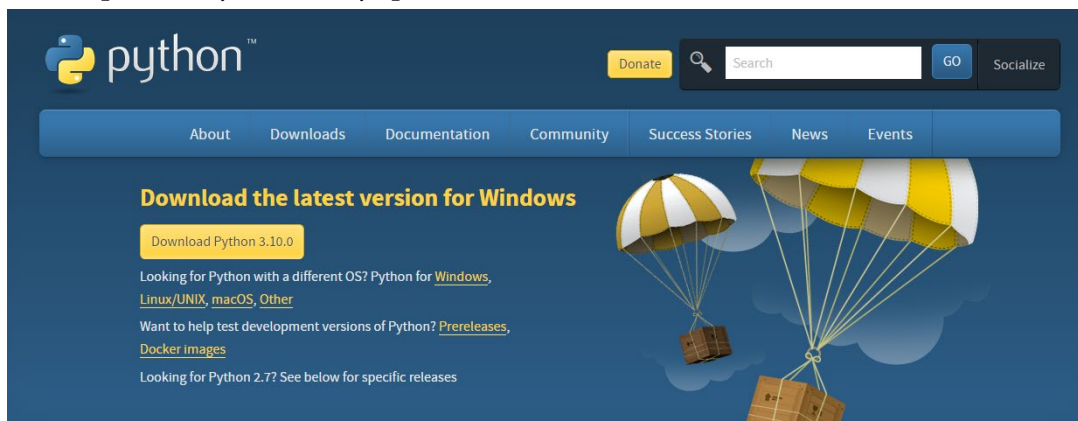 python™
Donate
Search
GO
Socialize
About Downloads Documentation Community Success Stories News Events
Download the latest version for Windows
Download Python 3.10.0
Looking for Python with a different OS? Python for Windows,
Linux/UNIX, macOS, Other
Want to help test development versions of Python? Prereleases,
Docker images
Looking for Python 2.7? See below for specific releases